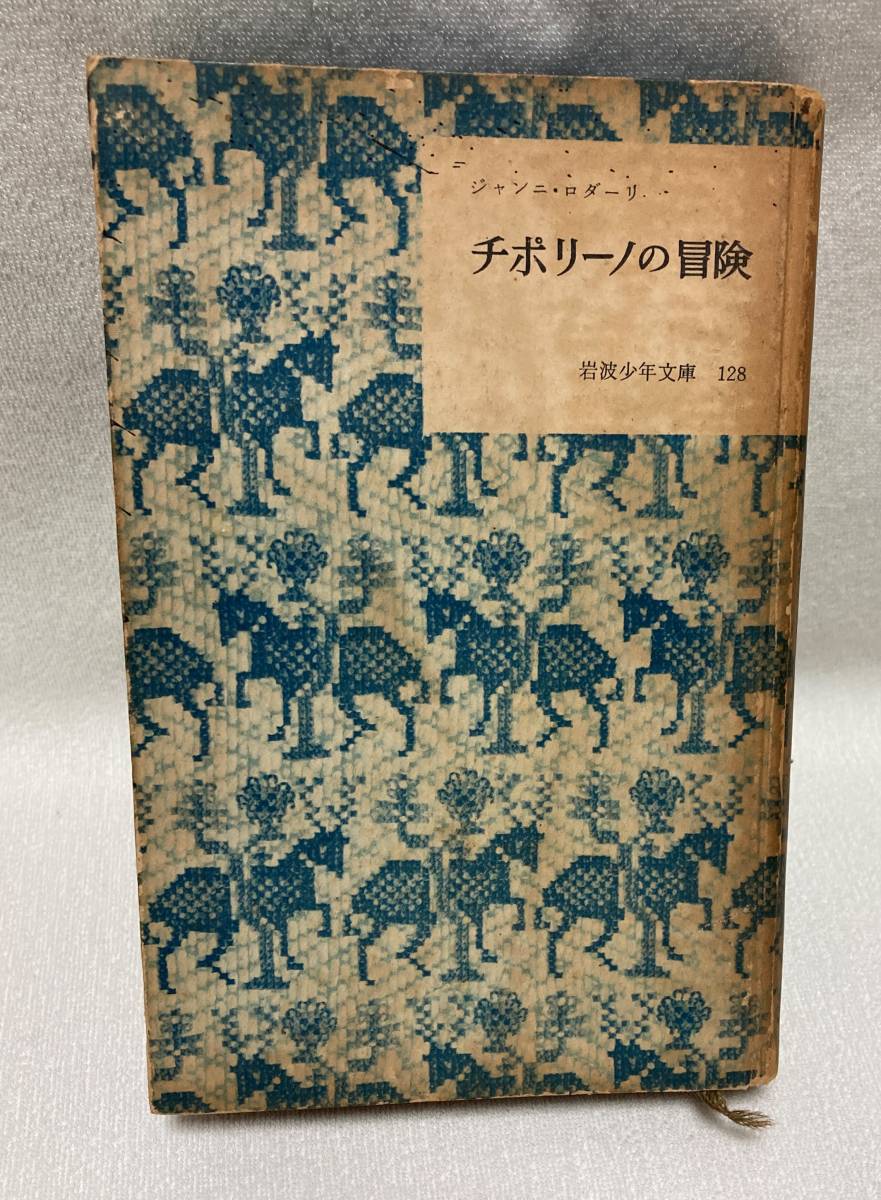 ジャンニ・ロダーリ
チポリーノの冒険
岩波少年文庫 128